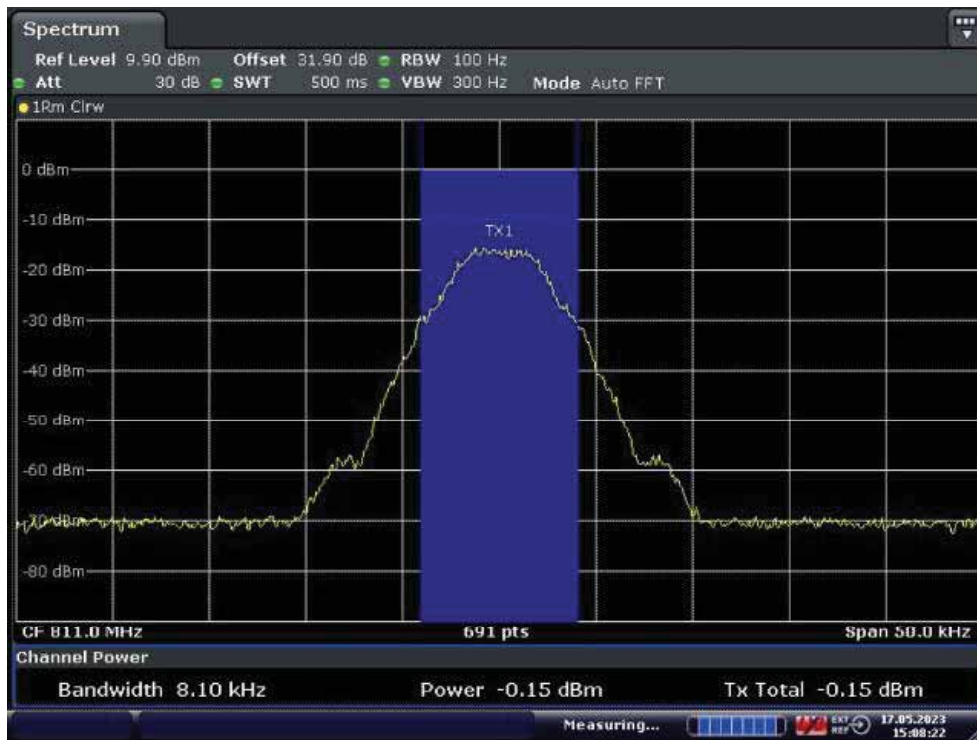 Spectrum
Ref Level 9.90 dBm Offset 31.90 dB RBW 100 Hz
Att 30 dB SWT 500 ms VBW 300 Hz Mode Auto FFT
1Rm Clrw
0 dBm
-10 dBm
TX1
-20 dBm
-30 dBm
-40 dBm
-50 dBm
-60 dBm
-70 dBm
-80 dBm
CF 811.0 MHz 691 pts Span 50.0 kHz
Channel Power
Bandwidth 8.10 kHz Power -0.15 dBm Tx Total -0.15 dBm
Measuring... EXT REF 17.05.2023
15:08:22